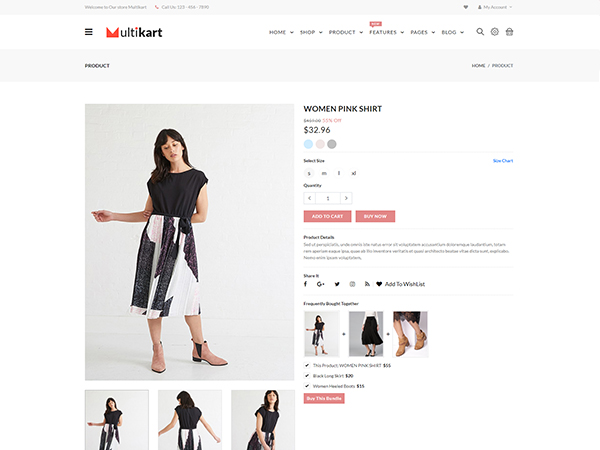 Welcome to Our store Multikart
Call Us: 123 - 456 - 7890
My Account
Multikart
HOME
SHOP
PRODUCT
NEW
FEATURES
PAGES
BLOG
PRODUCT
HOME / PRODUCT
WOMEN PINK SHIRT
$459.00 55% Off
$32.96
Select Size
Size Chart
s m l xl
Quantity
1
ADD TO CART
BUY NOW
Product Details
Sed ut perspiciatis, unde omnis iste natus error sit voluptatem accusantium doloremque laudantium, totam
rem aperiam eaque ipsa, quae ab illo inventore veritatis et quasi architecto beatae vitae dicta sunt, explicabo.
Nemo enim ipsam voluptatem,
Share It
Add To WishList
Frequently Bought Together
+ +
This Product: WOMEN PINK SHIRT $55
Black Long Skirt $20
Women Heeled Boots $15
Buy This Bundle